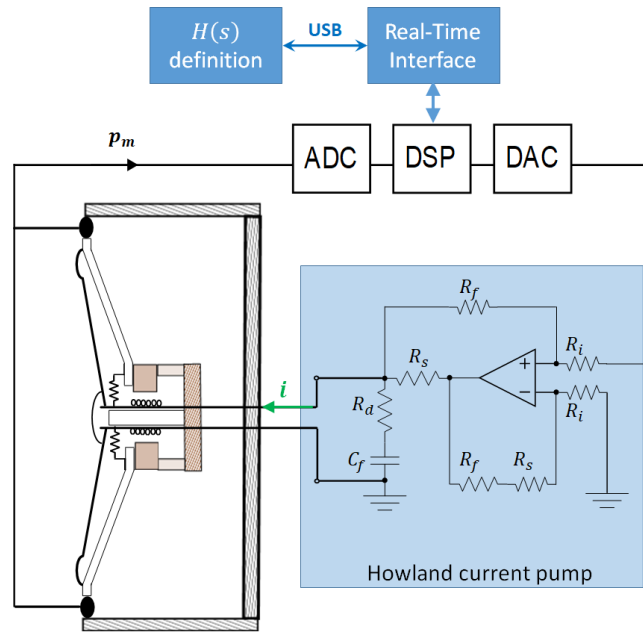 H(s)
definition
USB
Real-Time
Interface
p_m
ADC
DSP
DAC
R_f
R_s
R_i
+
−
R_i
R_d
i
C_f
R_f
R_s
Howland current pump